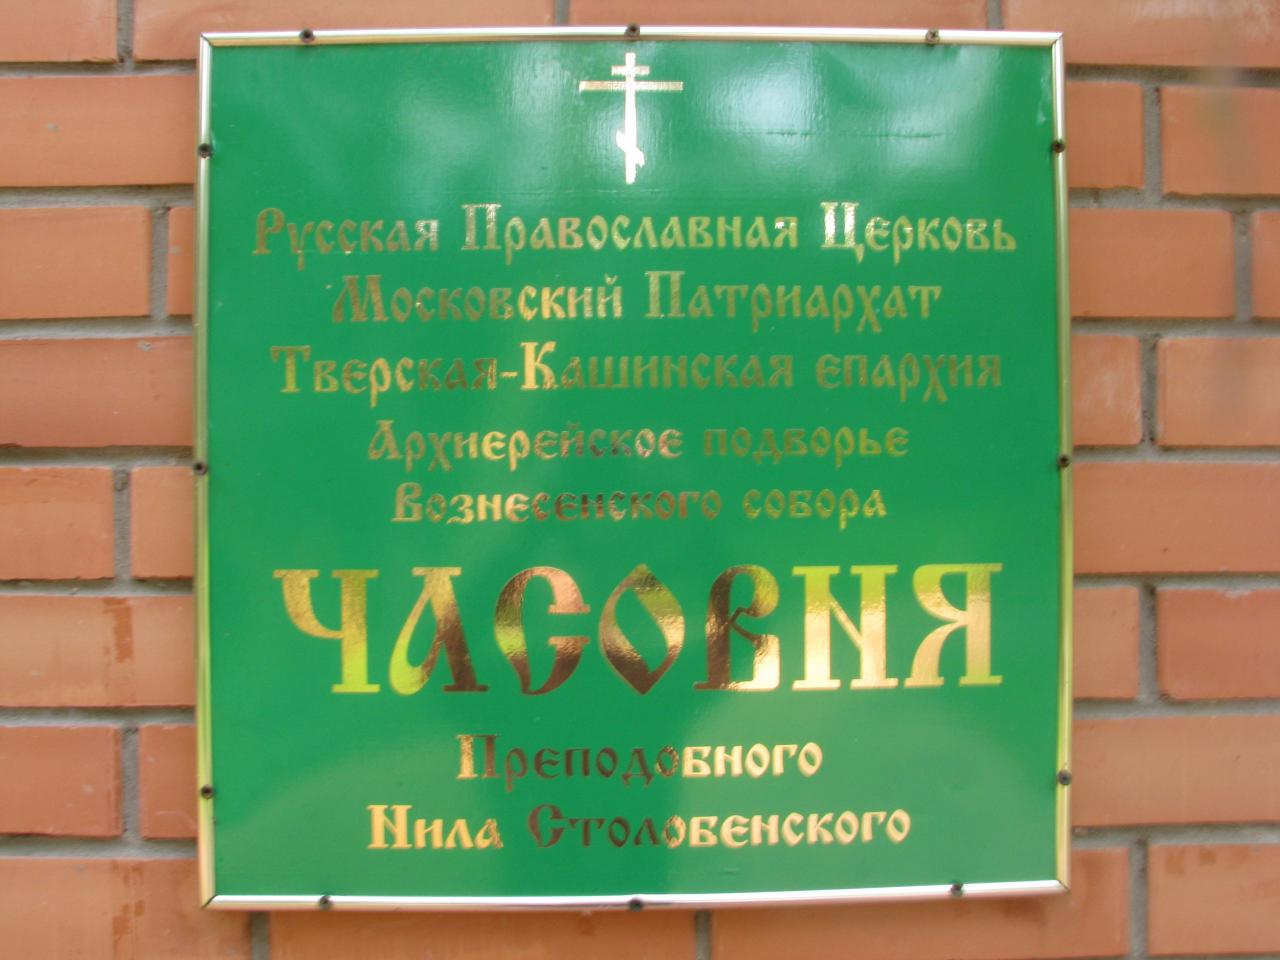 Русская Православная Церковь
Московский Патриархат
Тверская-Кашинская епархия
Архиерейское подворье
Вознесенского собора
ЧАСОВНЯ
Преподобного
Нила Столобенского